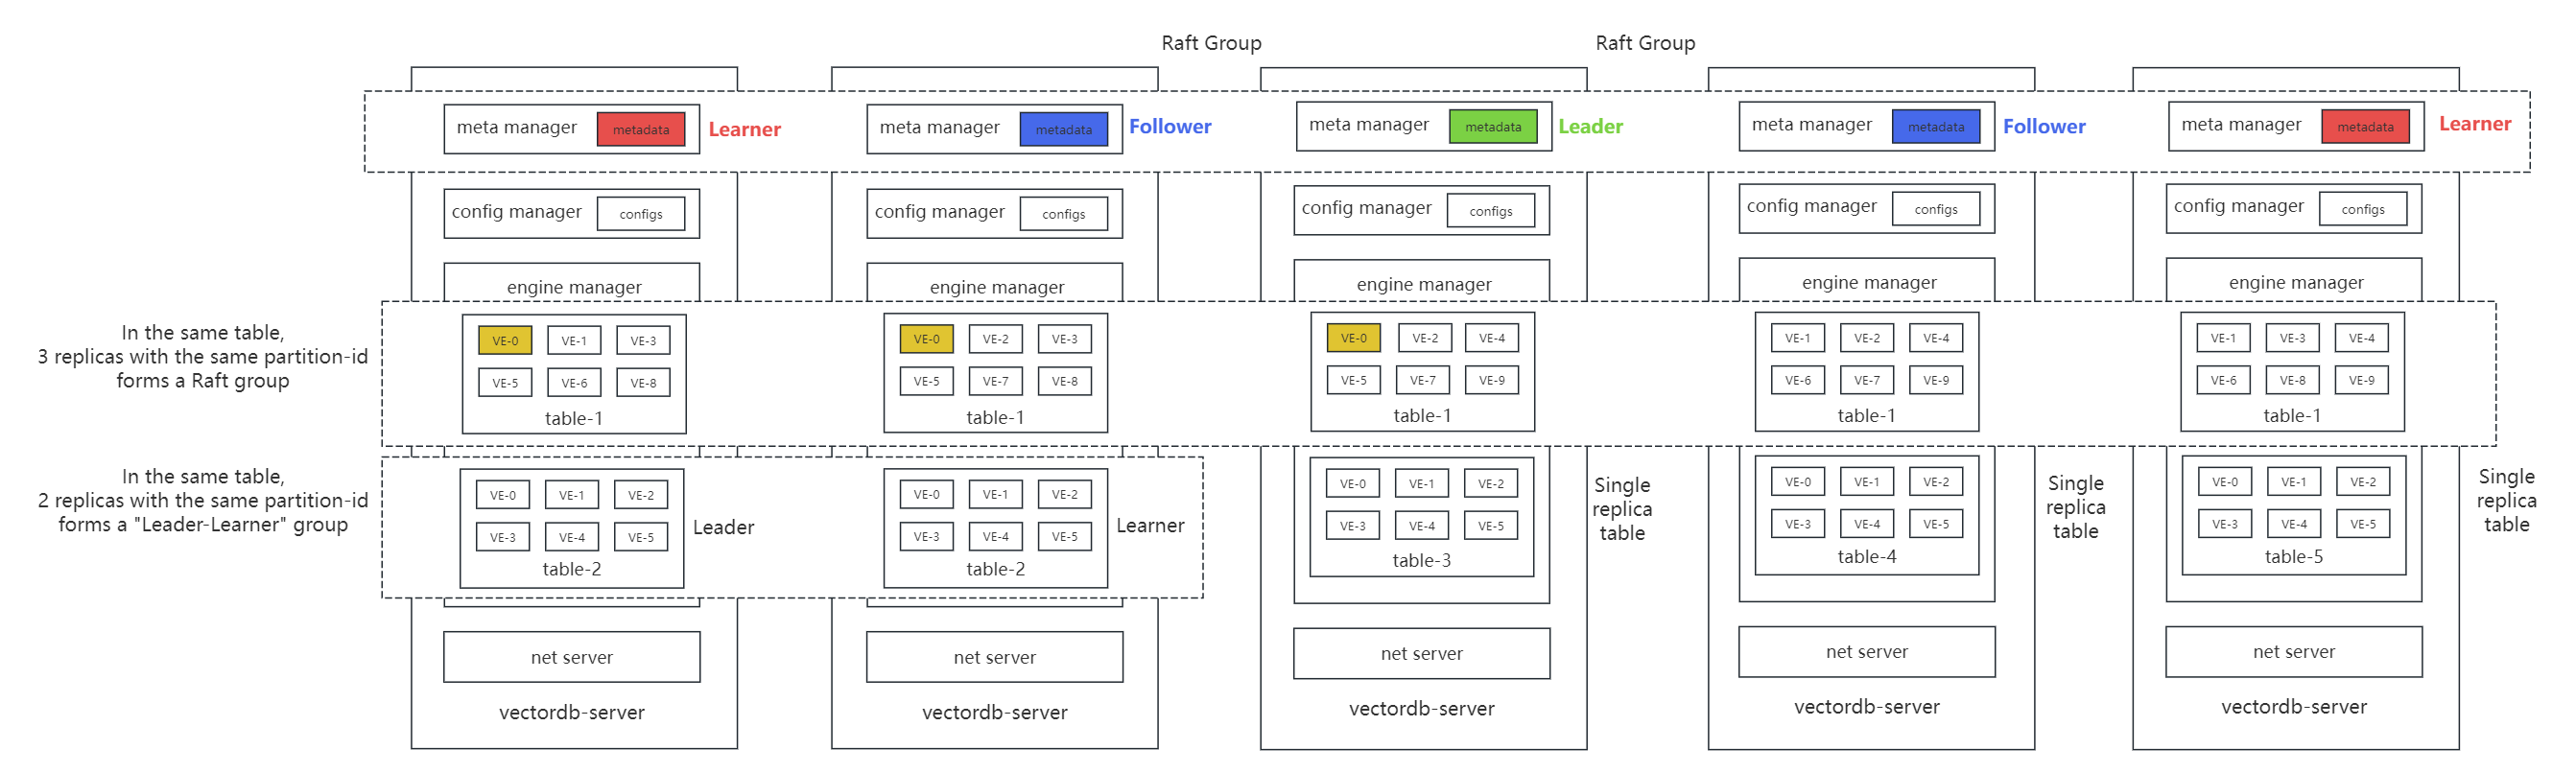 Raft Group
Raft Group
meta manager
metadata
Learner
meta manager
metadata
Follower
meta manager
metadata
Leader
meta manager
metadata
Follower
meta manager
metadata
Learner
config manager
configs
config manager
configs
config manager
configs
config manager
configs
config manager
configs
engine manager
engine manager
engine manager
engine manager
engine manager
In the same table,
3 replicas with the same partition-id
forms a Raft group
VE-0 VE-1 VE-3
VE-5 VE-6 VE-8
table-1
VE-0 VE-2 VE-3
VE-5 VE-7 VE-8
table-1
VE-0 VE-2 VE-4
VE-5 VE-7 VE-9
table-1
VE-1 VE-2 VE-4
VE-6 VE-7 VE-9
table-1
VE-1 VE-3 VE-4
VE-6 VE-8 VE-9
table-1
In the same table,
2 replicas with the same partition-id
forms a "Leader-Learner" group
VE-0 VE-1 VE-2
VE-3 VE-4 VE-5
table-2
Leader
VE-0 VE-1 VE-2
VE-3 VE-4 VE-5
table-2
Learner
VE-0 VE-1 VE-2
VE-3 VE-4 VE-5
table-3
Single
replica
table
VE-0 VE-1 VE-2
VE-3 VE-4 VE-5
table-4
Single
replica
table
VE-0 VE-1 VE-2
VE-3 VE-4 VE-5
table-5
Single
replica
table
net server
net server
net server
net server
net server
vectordb-server
vectordb-server
vectordb-server
vectordb-server
vectordb-server